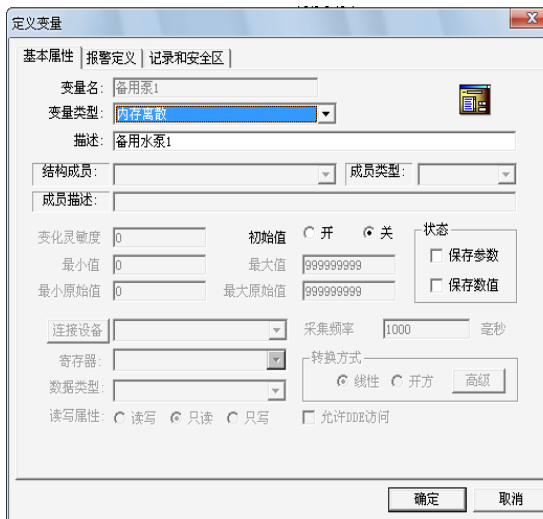 定义变量
基本属性 报警定义 记录和安全区
变量名: 备用泵1
变量类型: 内存离散
描述: 备用水泵1
结构成员: 成员类型:
成员描述:
变化灵敏度 0 初始值 开 关 状态
最小值 0 最大值 999999999 保存参数
最小原始值 0 最大原始值 999999999 保存数值
连接设备 采集频率 1000 毫秒
寄存器: 转换方式
数据类型: 线性 开方 高级
读写属性: 读写 只读 只写 允许DDE访问
确定 取消